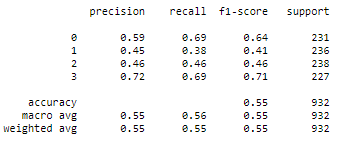 precision recall f1-score support
0 0.59 0.69 0.64 231
1 0.45 0.38 0.41 236
2 0.46 0.46 0.46 238
3 0.72 0.69 0.71 227
accuracy 0.55 932
macro avg 0.55 0.56 0.55 932
weighted avg 0.55 0.55 0.55 932